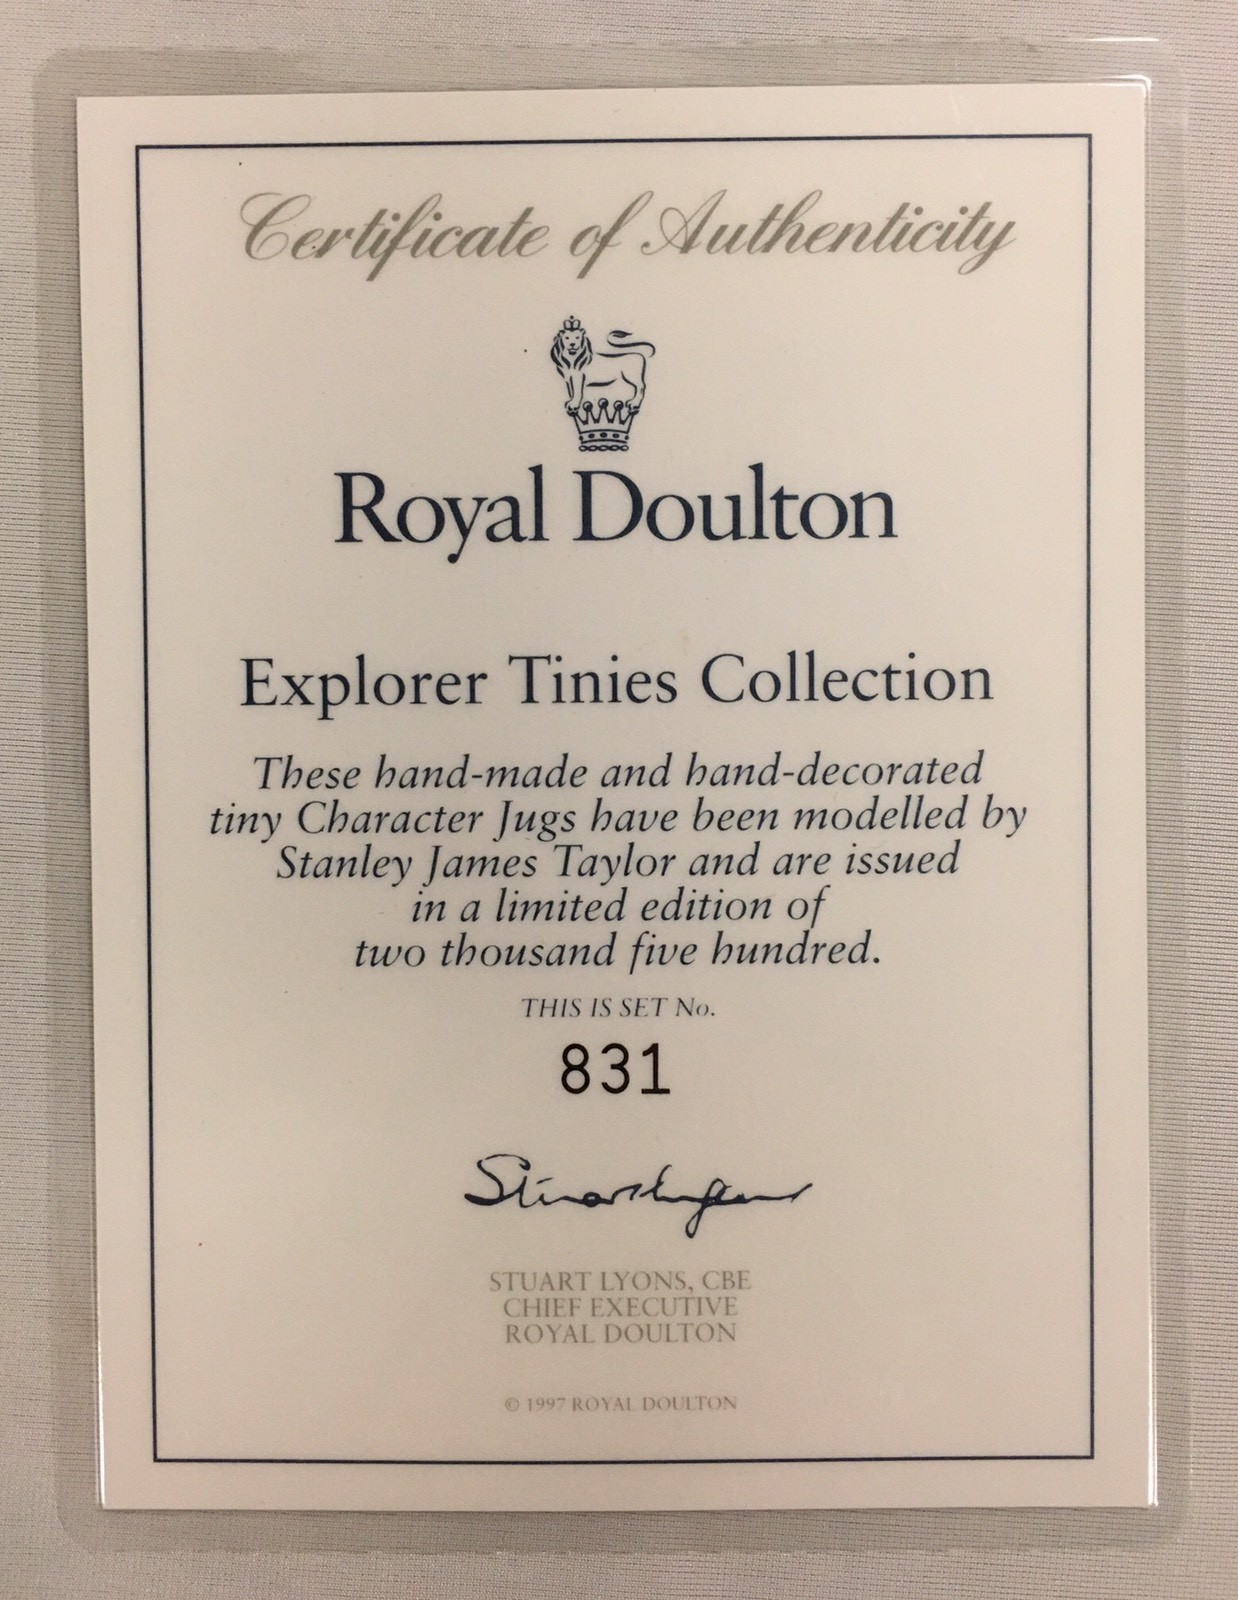 Certificate of Authenticity
Royal Doulton
Explorer Tinies Collection
These hand-made and hand-decorated
tiny Character Jugs have been modelled by
Stanley James Taylor and are issued
in a limited edition of
two thousand five hundred.
THIS IS SET No.
831
Stuart Lyons
STUART LYONS, CBE
CHIEF EXECUTIVE
ROYAL DOULTON
© 1997 ROYAL DOULTON